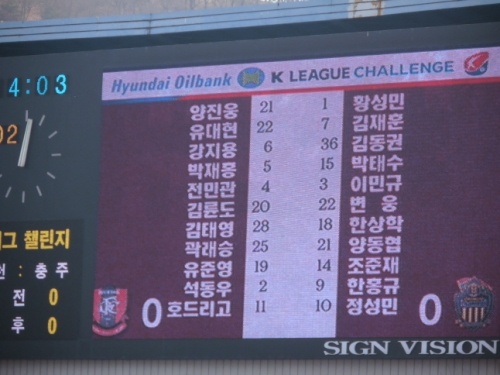 Hyundai Oilbank K LEAGUE CHALLENGE
4:03
양진웅 21 1 황성민
유대현 22 7 김재훈
02
강지용 6 36 김동권
박재홍 5 15 박태수
전민관 4 3 이민규
김륜도 20 22 변 웅
김태영 28 18 한상학
그 챌린지
곽래승 25 21 양동협
: 충주
유준영 19 14 조준재
전 0
석동우 2 9 한홍규
0 호드리고 11 10 정성민 0
후 0
SIGN VISION